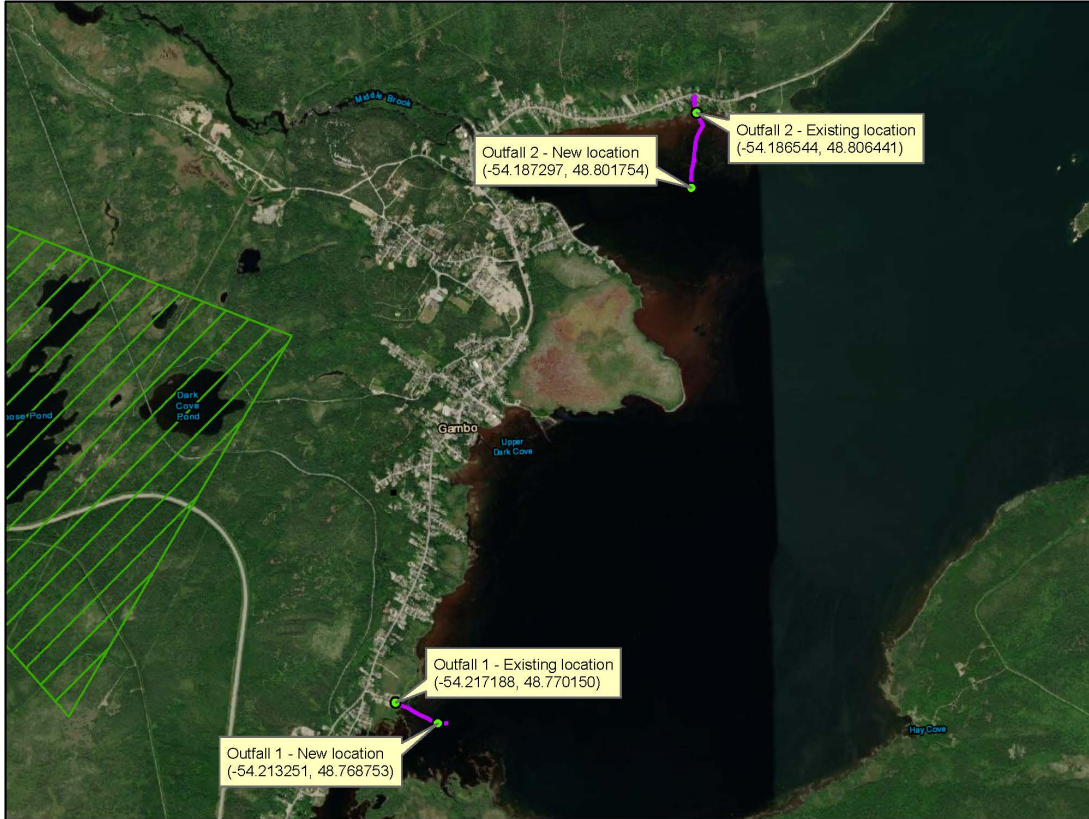 Middle Brook
Outfall 2 - Existing location
(-54.186544, 48.806441)
Outfall 2 - New location
(-54.187297, 48.801754)
Dark
Cove
Pond
oose Pond
Gambo
Upper
Dark Cove
Outfall 1 - Existing location
(-54.217188, 48.770150)
Hay Cove
Outfall 1 - New location
(-54.213251, 48.768753)